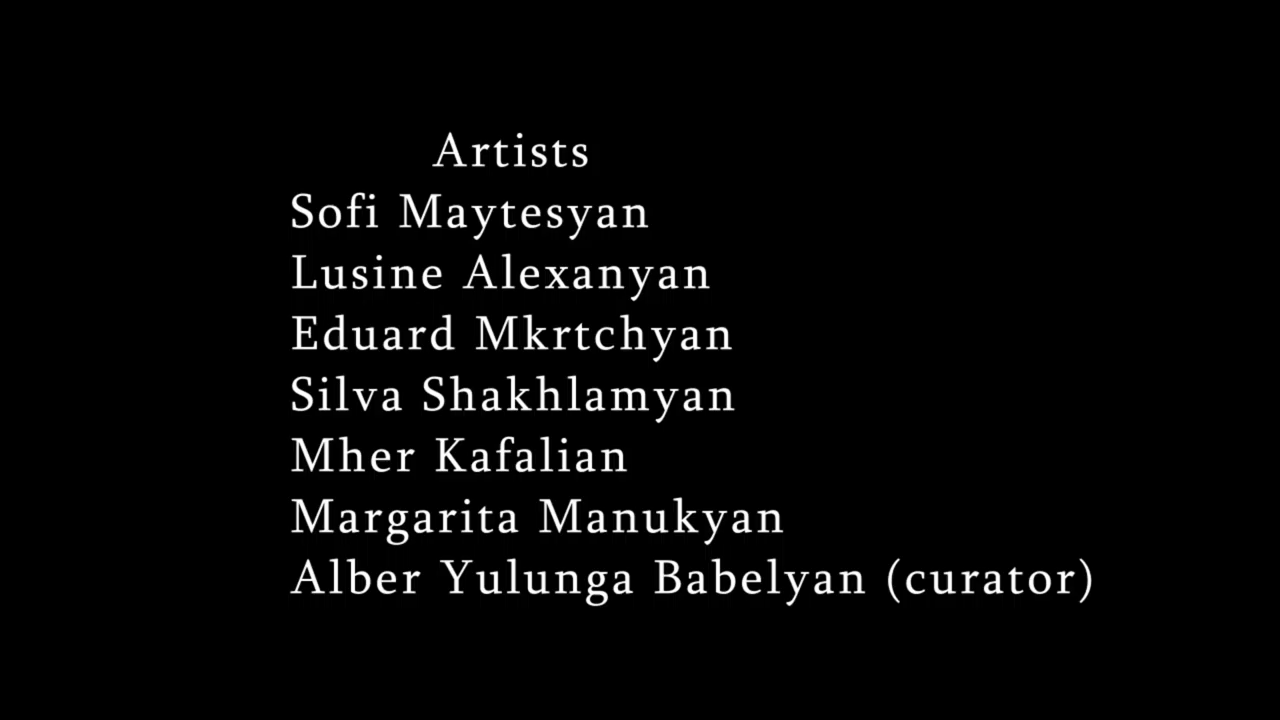 Artists
Sofi Maytesyan
Lusine Alexanyan
Eduard Mkrtchyan
Silva Shakhlamyan
Mher Kafalian
Margarita Manukyan
Alber Yulunga Babelyan (curator)